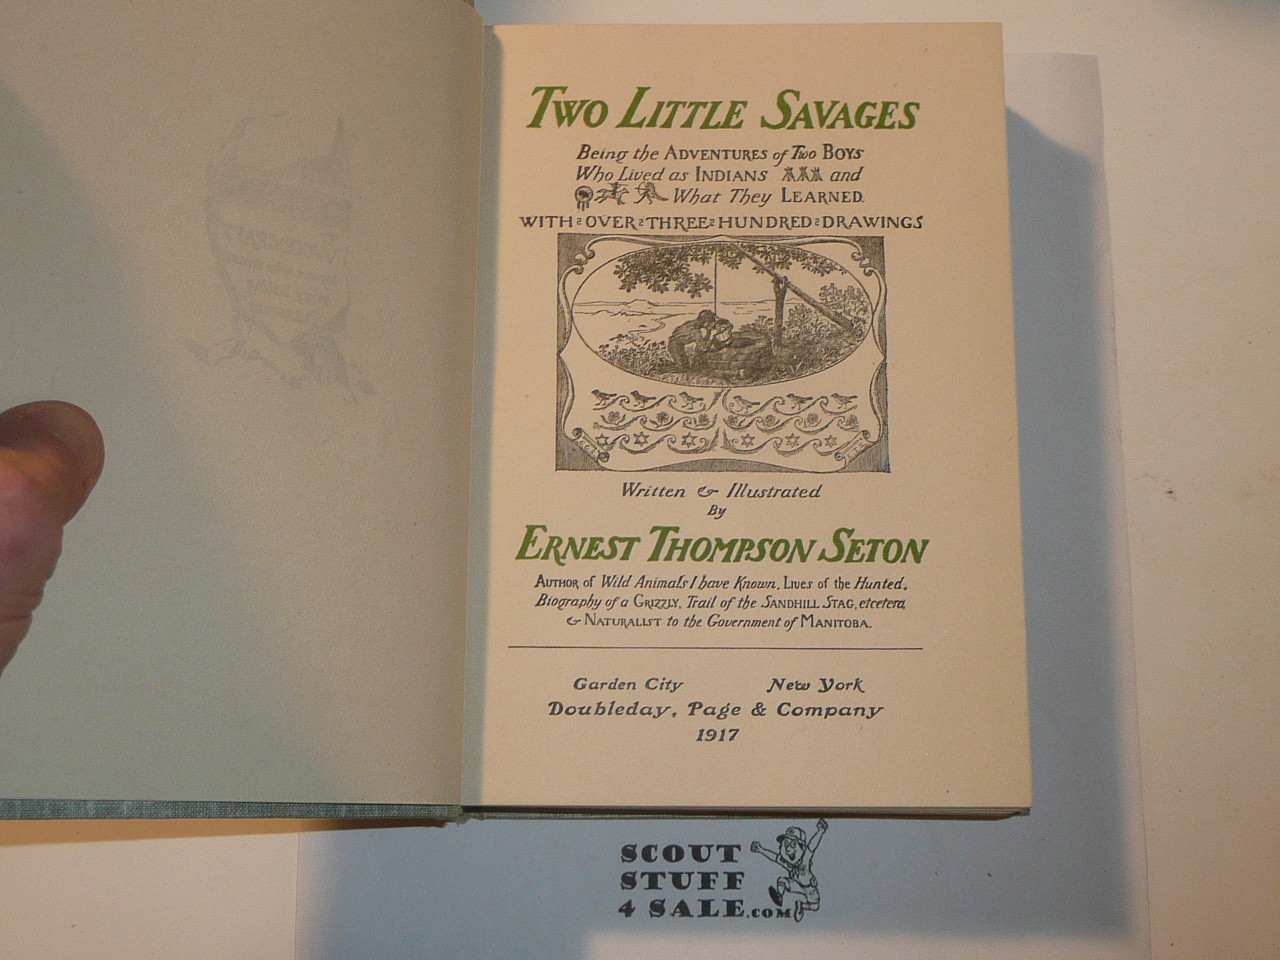 Two Little Savages
Being the Adventures of Two Boys
Who Lived as Indians and
What They Learned.
WITH OVER THREE HUNDRED DRAWINGS
Written & Illustrated
By
Ernest Thompson Seton
Author of Wild Animals I have Known, Lives of the Hunted,
Biography of a Grizzly, Trail of the Sandhill Stag, etcetera
& Naturalist to the Government of Manitoba.
Garden City New York
Doubleday, Page & Company
1917
SCOUT
STUFF
4 SALE.COM